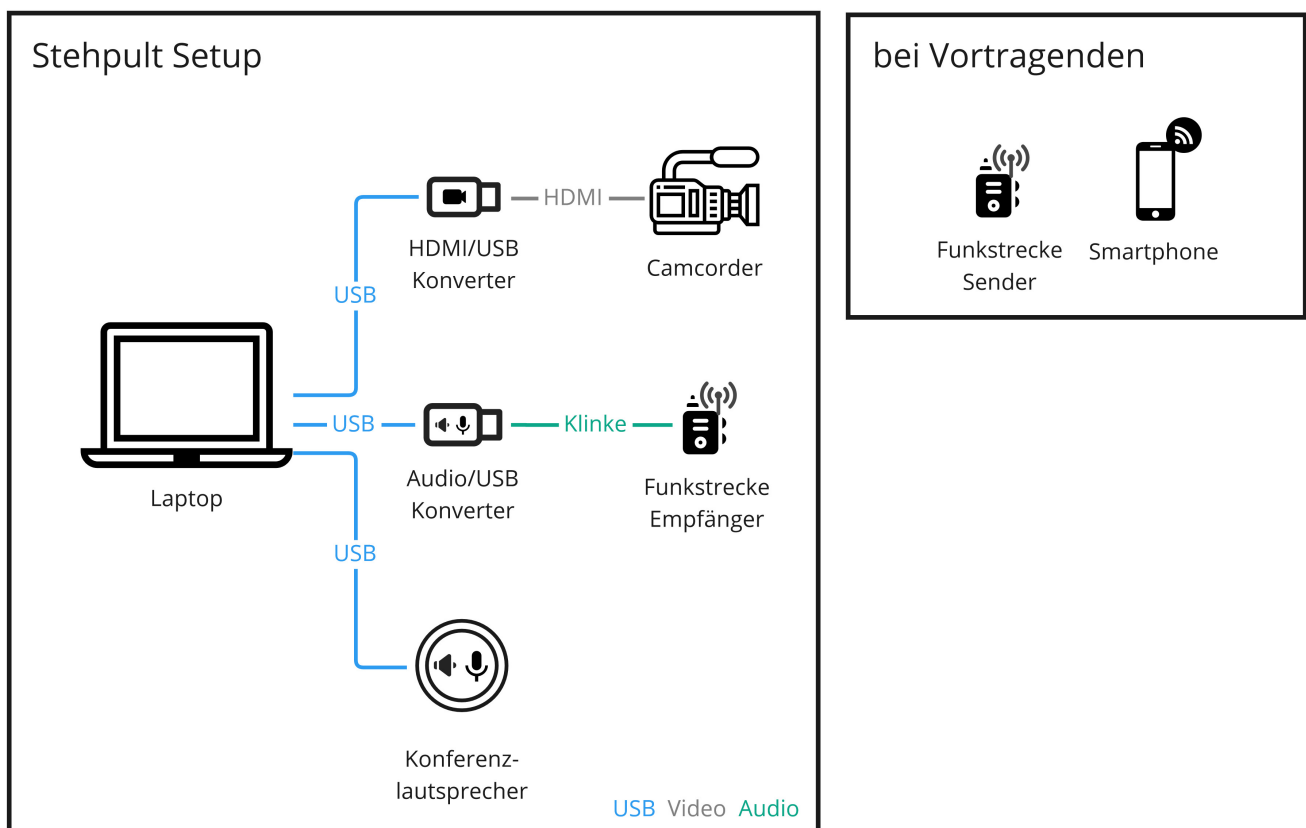 Stehpult Setup
HDMI
HDMI/USB
Konverter
Camcorder
USB
USB
Klinke
Laptop
Audio/USB
Konverter
Funkstrecke
Empfänger
USB
Konferenz-
lautsprecher
USB Video Audio
bei Vortragenden
Funkstrecke
Sender
Smartphone